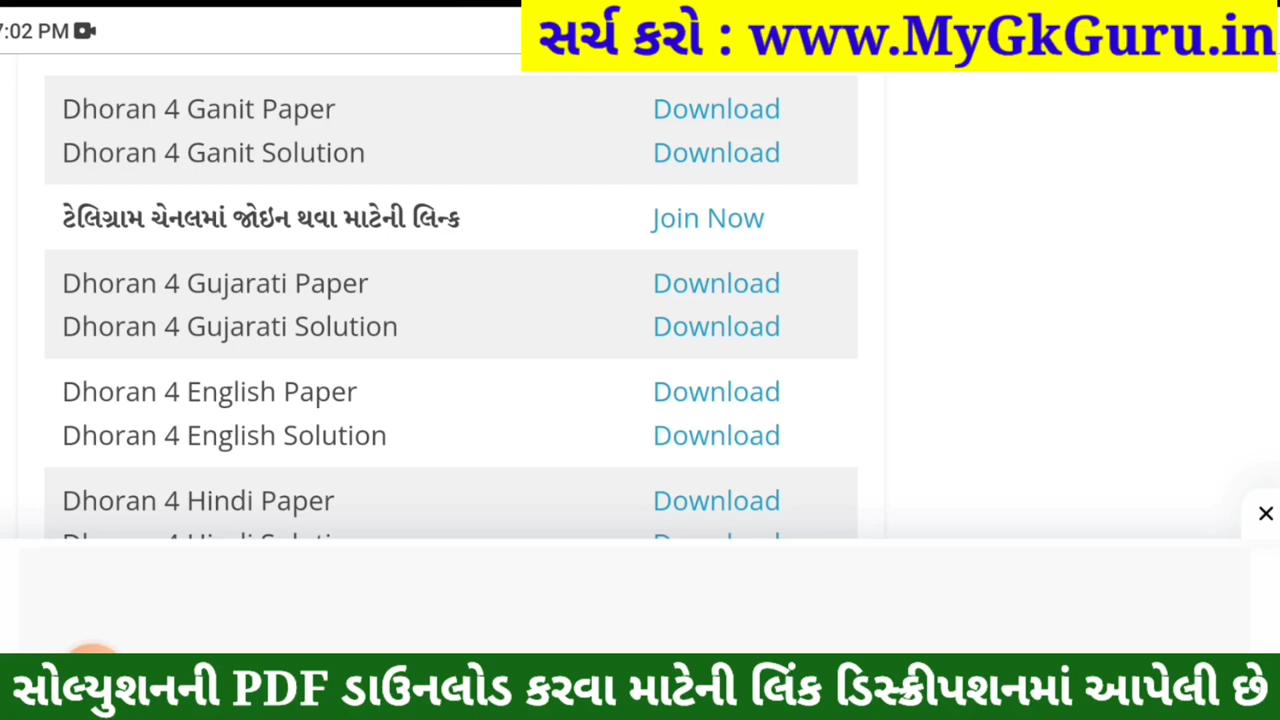 7:02 PM
સર્ચ કરો : www.MyGkGuru.in
Dhoran 4 Ganit Paper Download
Dhoran 4 Ganit Solution Download
ટેલિગ્રામ ચેનલમાં જોઇન થવા માટેની લિન્ક Join Now
Dhoran 4 Gujarati Paper Download
Dhoran 4 Gujarati Solution Download
Dhoran 4 English Paper Download
Dhoran 4 English Solution Download
Dhoran 4 Hindi Paper Download
સોલ્યુશનની PDF ડાઉનલોડ કરવા માટેની લિંક ડિસ્ક્રીપશનમાં આપેલી છે